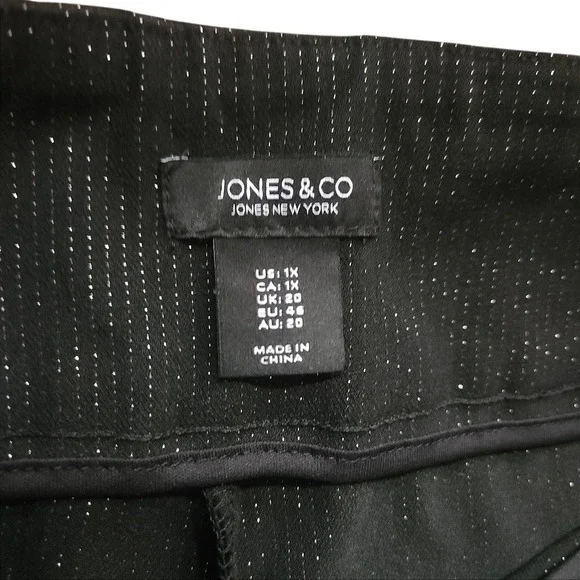 JONES & CO
JONES NEW YORK
US: 1X
CA: 1X
UK: 20
EU: 46
AU: 20
MADE IN
CHINA